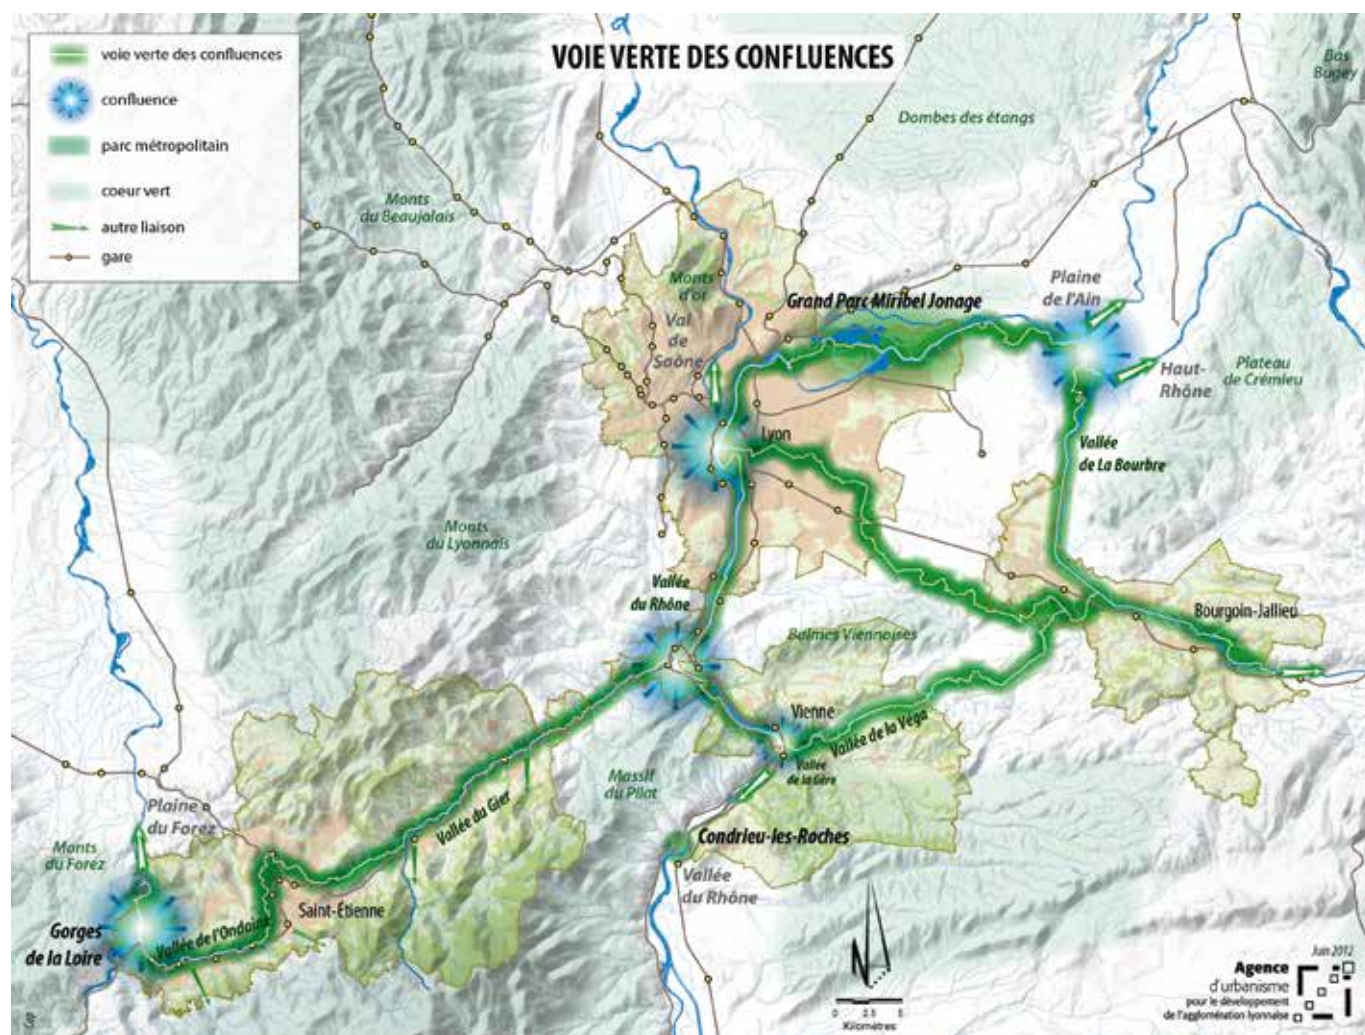 VOIE VERTE DES CONFLUENCES
voie verte des confluences
confluence
parc métropolitain
coeur vert
autre liaison
gare
Bas
Bugey
Dombes des étangs
Monts
du Beaujolais
Monts
d'or
Val
de
Saône
Grand Parc Miribel Jonage
Plaine
de l'Ain
Haut-
Rhône
Plateau
de Crémieu
Lyon
Vallée
de La Bourbre
Monts
du Lyonnais
Vallée
du Rhône
Balmes Viennoises
Bourgoin-Jallieu
Vienne
Vallée de la Véga
Vallée
de la Gère
Massif
du Pilat
Condrieu-les-Roches
Vallée
du Rhône
Vallée du Gier
Plaine
du Forez
Monts
du Forez
Saint-Étienne
Vallée de l'Ondaine
Gorges
de la Loire
N
0 2.5 5
Kilomètres
Juin 2012
Agence
d'urbanisme
pour le développement
de l'agglomération lyonnaise